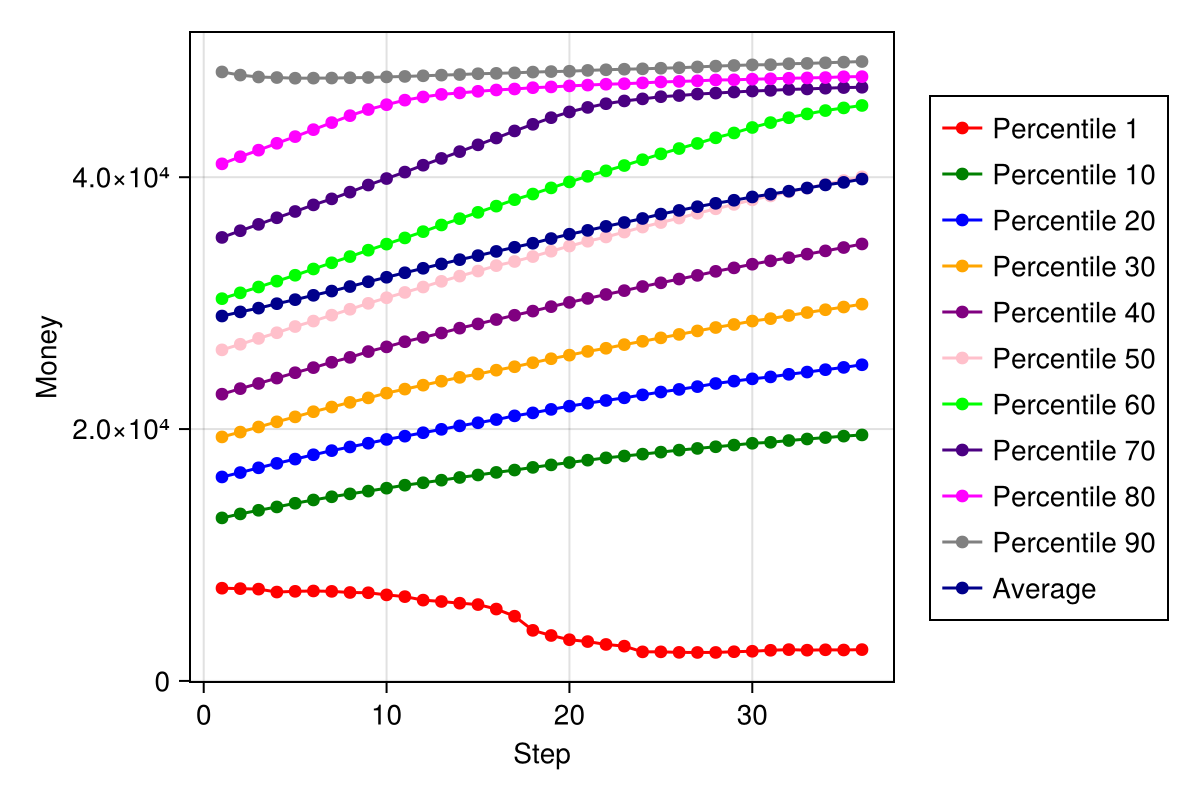 4.0×10⁴
2.0×10⁴
0
Money
0 10 20 30
Step
Percentile 1
Percentile 10
Percentile 20
Percentile 30
Percentile 40
Percentile 50
Percentile 60
Percentile 70
Percentile 80
Percentile 90
Average